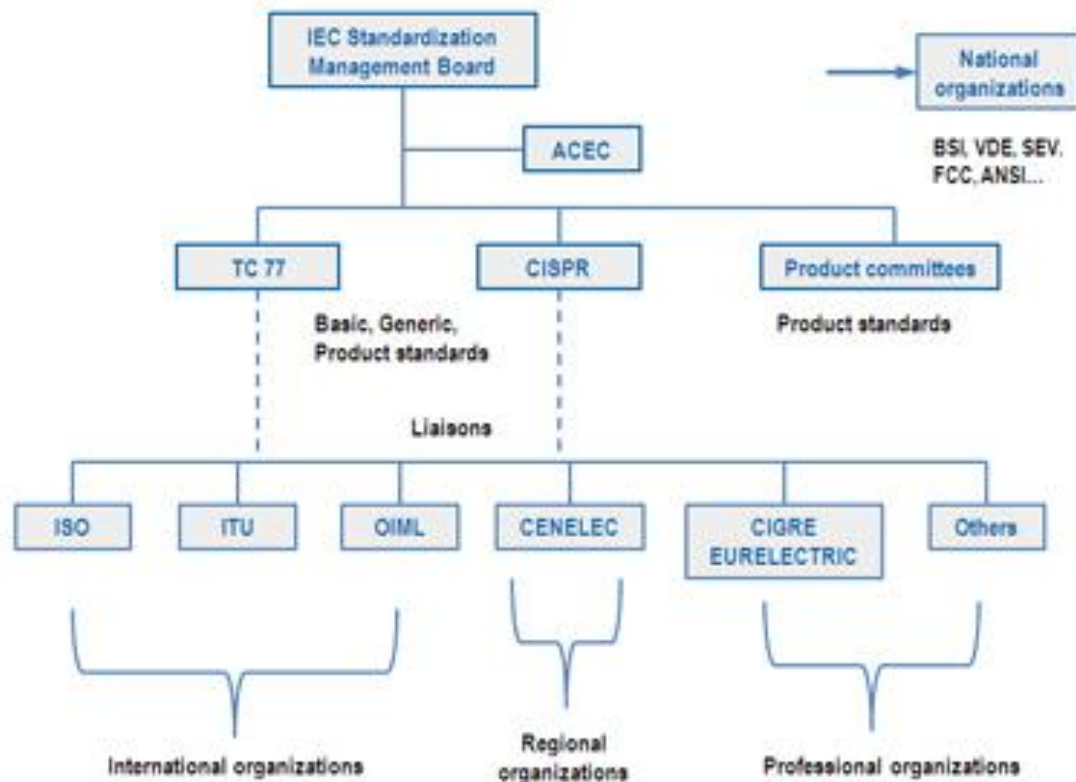 IEC Standardization
Management Board
National
organizations
ACEC
BSI, VDE, SEV.
FCC, ANSI...
TC 77
CISPR
Product committees
Basic, Generic,
Product standards
Product standards
Liaisons
ISO
ITU
OIML
CENELEC
CIGRE
EURELECTRIC
Others
International organizations
Regional
organizations
Professional organizations